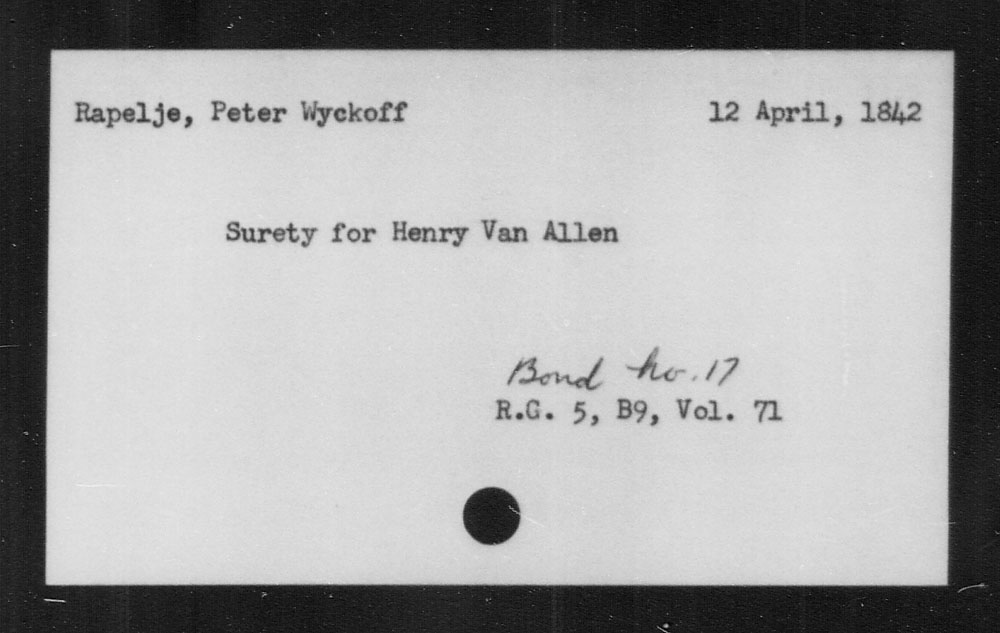 Rapelje, Peter Wyckoff 12 April, 1842
Surety for Henry Van Allen
Bond no. 17
R.G. 5, B9, Vol. 71